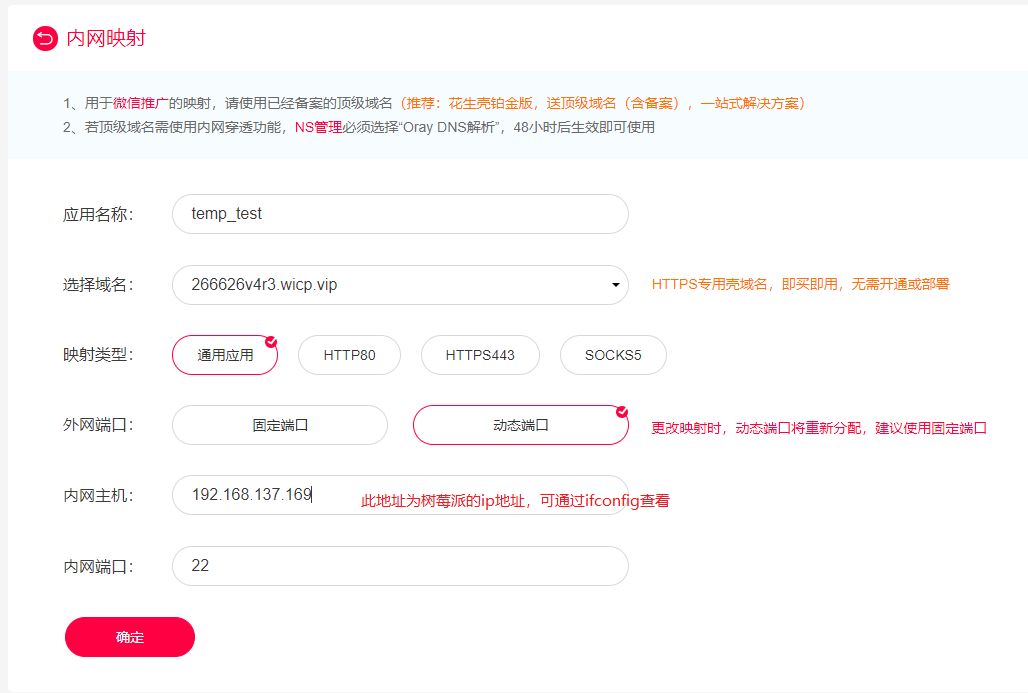 内网映射
1、用于微信推广的映射，请使用已经备案的顶级域名（推荐：花生壳铂金版，送顶级域名（含备案），一站式解决方案）
2、若顶级域名需使用内网穿透功能，NS管理必须选择“Oray DNS解析”，48小时后生效即可使用
应用名称： temp_test
选择域名： 266626v4r3.wicp.vip HTTPS专用壳域名，即买即用，无需开通或部署
映射类型： 通用应用 HTTP80 HTTPS443 SOCKS5
外网端口： 固定端口 动态端口 更改映射时，动态端口将重新分配，建议使用固定端口
内网主机： 192.168.137.169 此地址为树莓派的ip地址，可通过ifconfig查看
内网端口： 22
确定